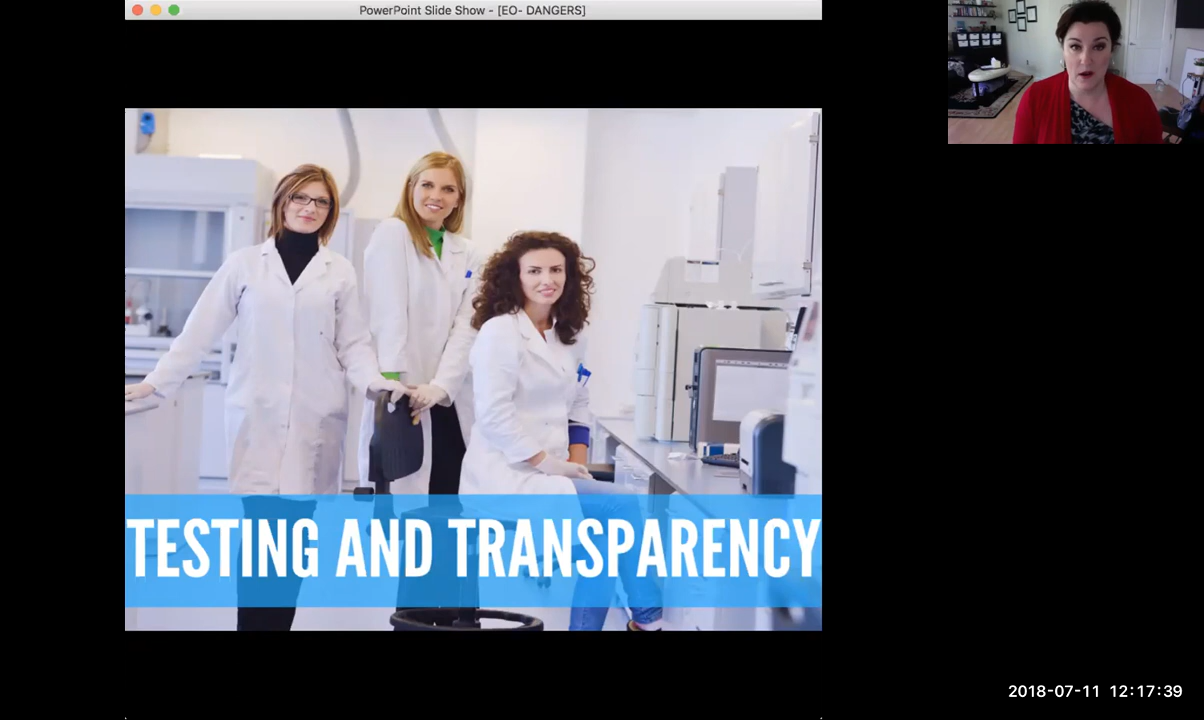 PowerPoint Slide Show - [EO- DANGERS]
TESTING AND TRANSPARENCY
2018-07-11 12:17:39